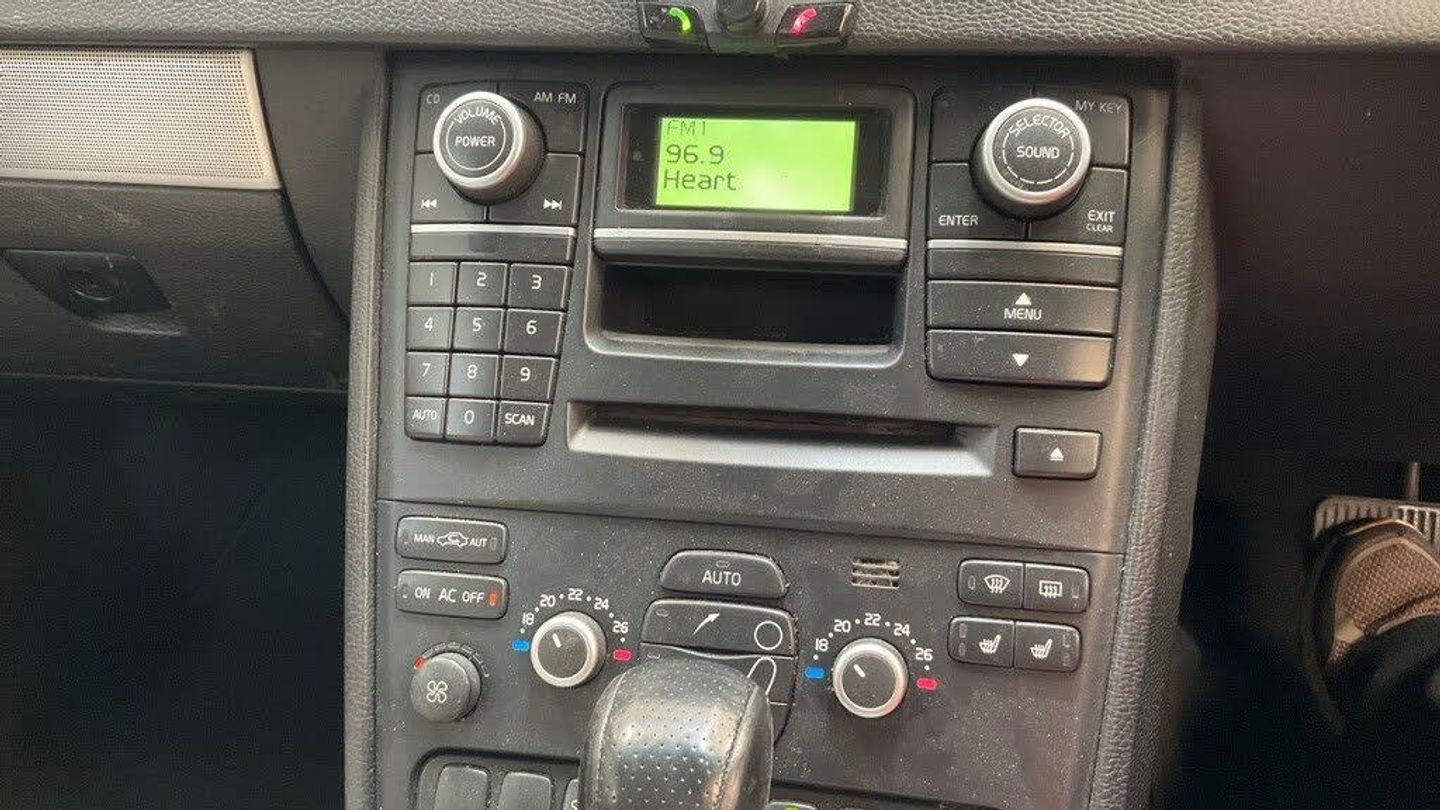 CD
VOLUME
POWER
AM FM
FM1
96.9
Heart
SELECTOR
SOUND
MY KEY
ENTER
EXIT
CLEAR
1 2 3
4 5 6
7 8 9
AUTO 0 SCAN
MENU
MAN AUT
ON AC OFF
AUTO
18 20 22 24 26
18 20 22 24 26